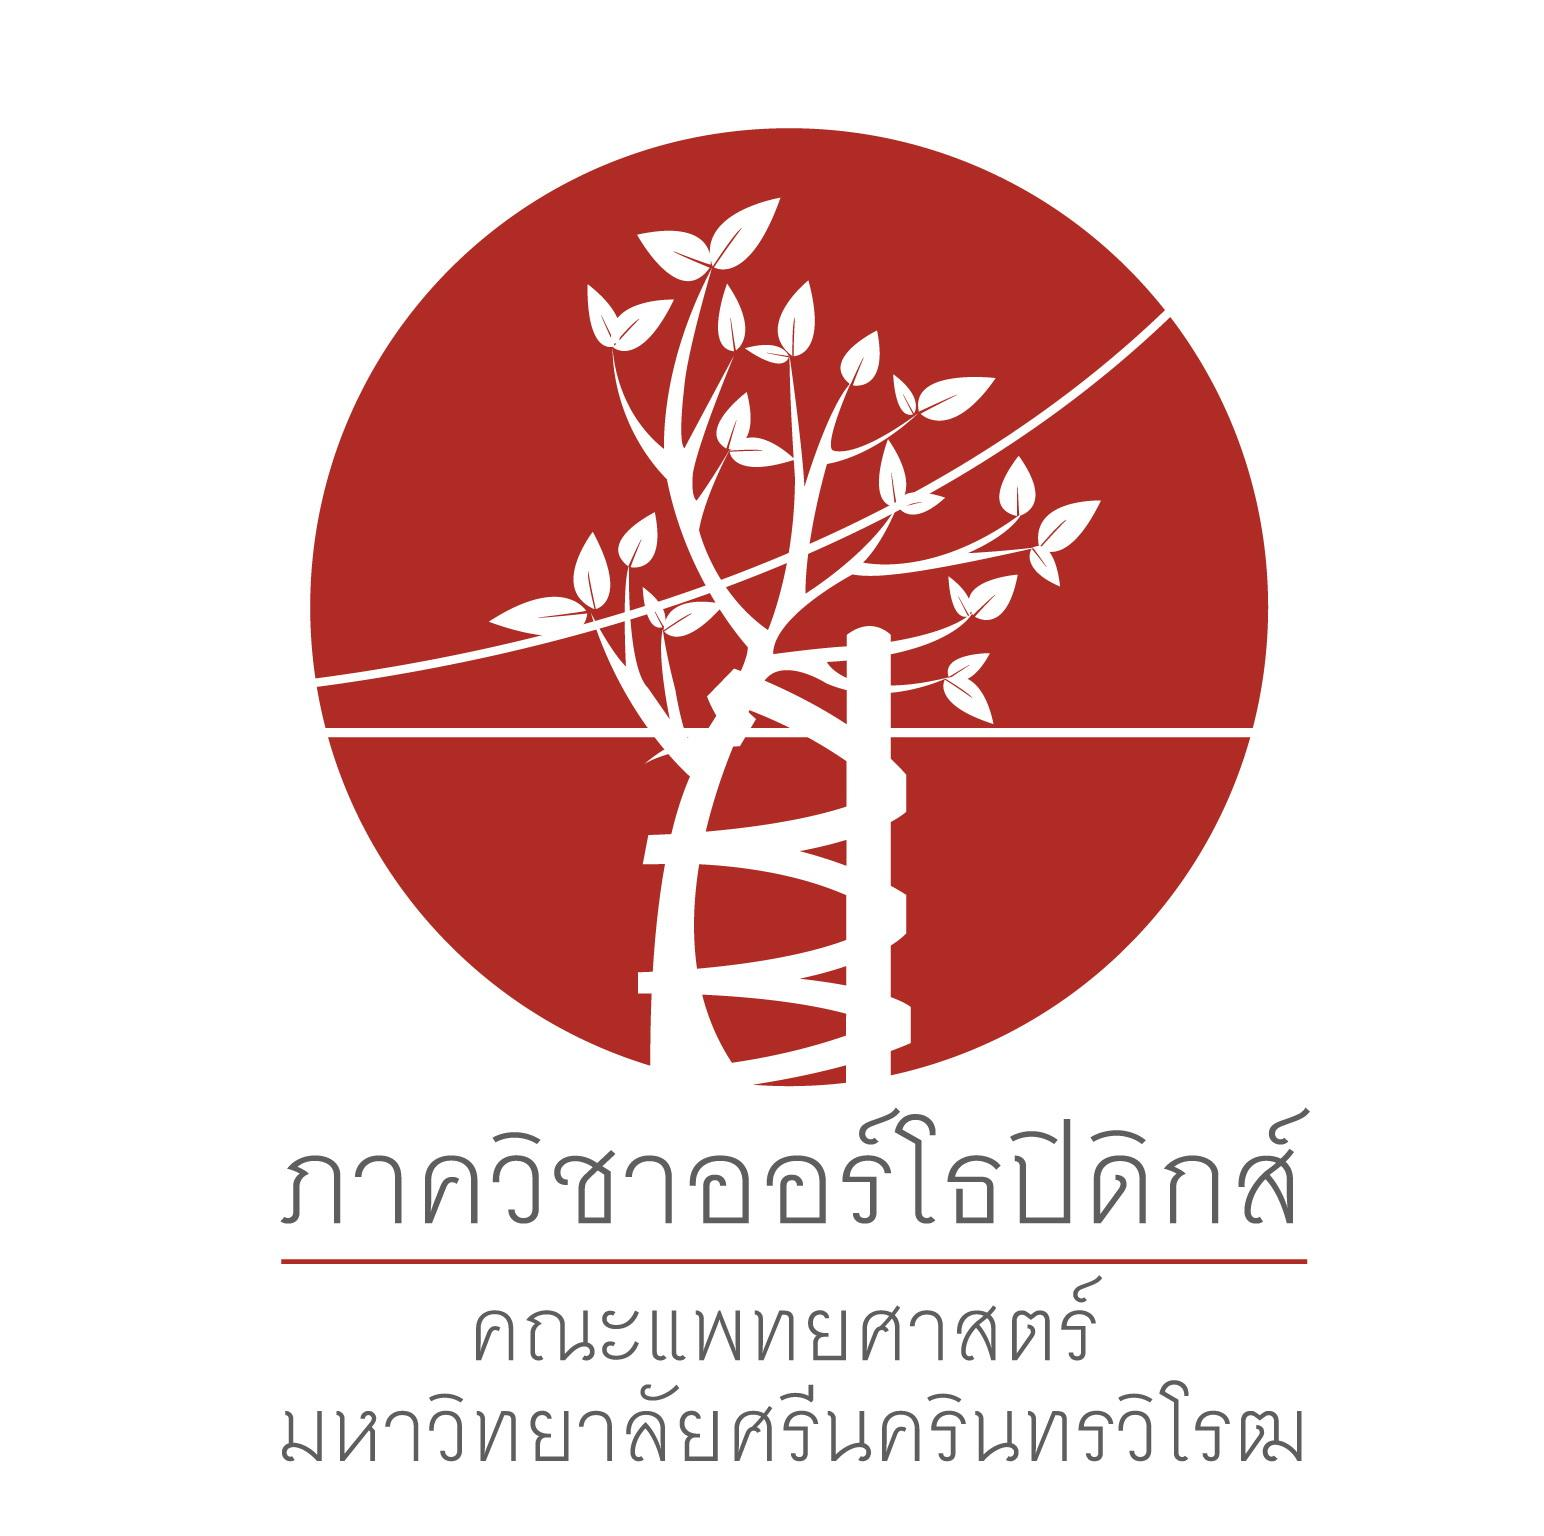 ภาควิชาออร์โธปิดิกส์
คณะแพทยศาสตร์
มหาวิทยาลัยศรีนครินทรวิโรฒ